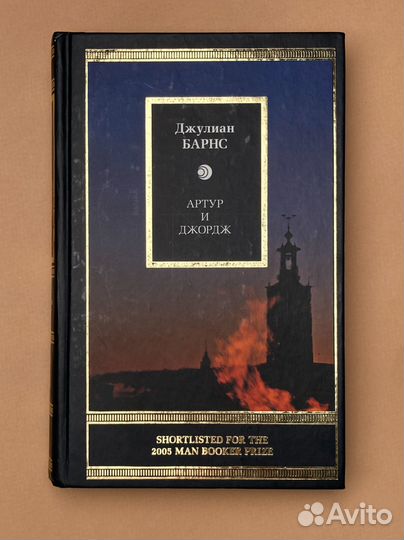 Джулиан
БАРНС
АРТУР
И
ДЖОРДЖ
SHORTLISTED FOR THE
2005 MAN BOOKER PRIZE
Avito